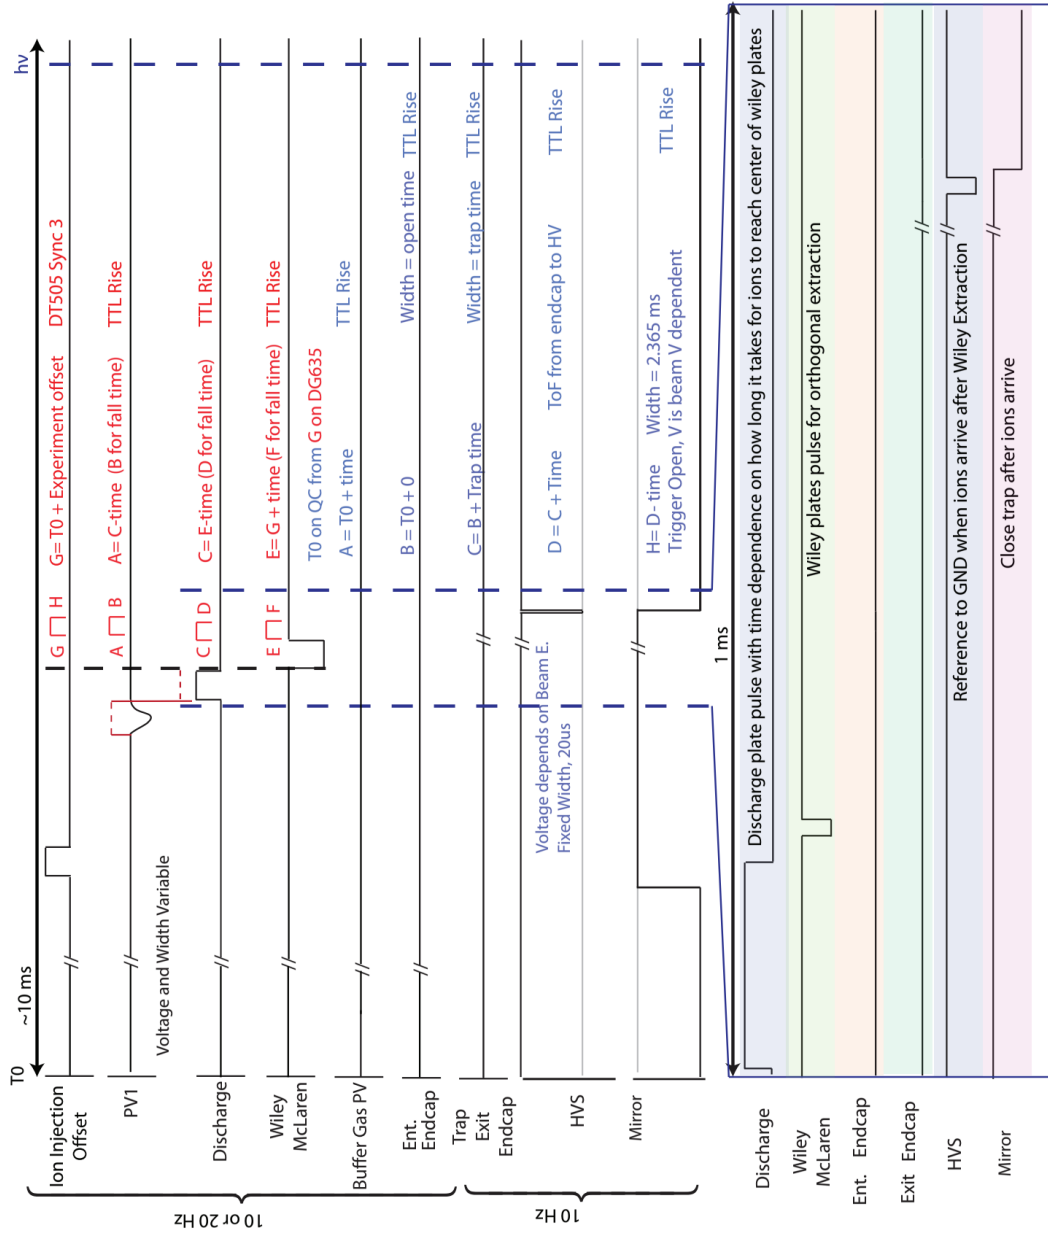 T0
~10 ms
hv
Ion Injection
Offset
G
H
G= T0 + Experiment offset
DT505 Sync 3
PV1
A
B
A= C-time (B for fall time)
TTL Rise
Voltage and Width Variable
Discharge
C
D
C= E-time (D for fall time)
TTL Rise
Wiley
McLaren
E
F
E= G + time (F for fall time)
TTL Rise
T0 on QC from G on DG635
Buffer Gas PV
A = T0 + time
TTL Rise
Ent.
Endcap
B = T0 + 0
Width = open time
TTL Rise
Trap
Exit
Endcap
C= B + Trap time
Width = trap time
TTL Rise
HVS
Voltage depends on Beam E.
Fixed Width, 20us
D = C + Time
ToF from endcap to HV
TTL Rise
Mirror
H= D- time
Width = 2.365 ms
Trigger Open, V is beam V dependent
TTL Rise
10 or 20 Hz
10 Hz
1 ms
Discharge
Discharge plate pulse with time dependence on how long it takes for ions to reach center of wiley plates
Wiley
McLaren
Wiley plates pulse for orthogonal extraction
Ent. Endcap
Exit Endcap
HVS
Reference to GND when ions arrive after Wiley Extraction
Mirror
Close trap after ions arrive